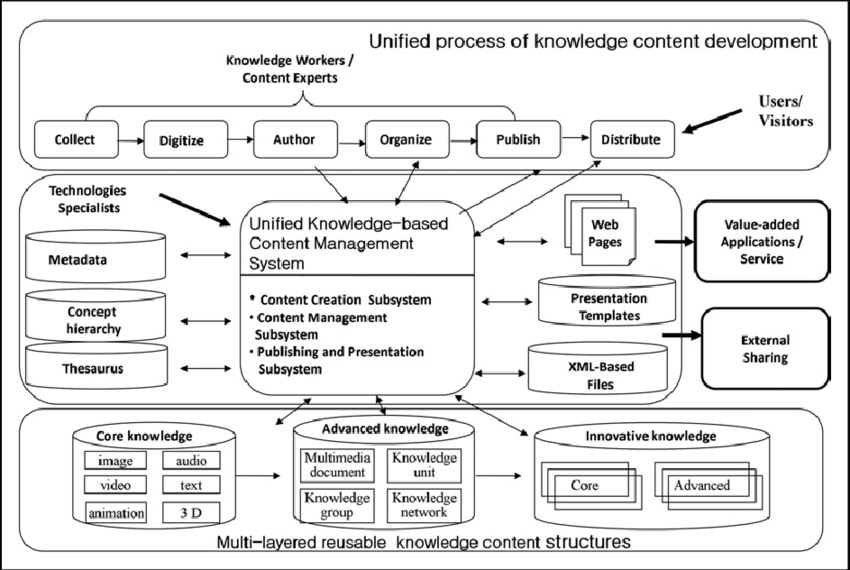 Unified process of knowledge content development
Knowledge Workers /
Content Experts
Users/
Visitors
Collect
Digitize
Author
Organize
Publish
Distribute
Technologies
Specialists
Metadata
Concept
hierarchy
Thesaurus
Unified Knowledge-based
Content Management
System
• Content Creation Subsystem
• Content Management
Subsystem
• Publishing and Presentation
Subsystem
Web
Pages
Presentation
Templates
XML-Based
Files
Value-added
Applications /
Service
External
Sharing
Core knowledge
image
audio
video
text
animation
3 D
Advanced knowledge
Multimedia
document
Knowledge
unit
Knowledge
group
Knowledge
network
Innovative knowledge
Core
Advanced
Multi-layered reusable knowledge content structures